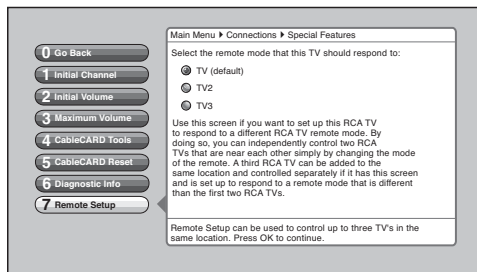 Main Menu ▶ Connections ▶ Special Features
0 Go Back
1 Initial Channel
2 Initial Volume
3 Maximum Volume
4 CableCARD Tools
5 CableCARD Reset
6 Diagnostic Info
7 Remote Setup
Select the remote mode that this TV should respond to:
TV (default)
TV2
TV3
Use this screen if you want to set up this RCA TV
to respond to a different RCA TV remote mode. By
doing so, you can independently control two RCA
TVs that are near each other simply by changing the mode
of the remote. A third RCA TV can be added to the
same location and controlled separately if it has this screen
and is set up to respond to a remote mode that is different
than the first two RCA TVs.
Remote Setup can be used to control up to three TV's in the
same location. Press OK to continue.